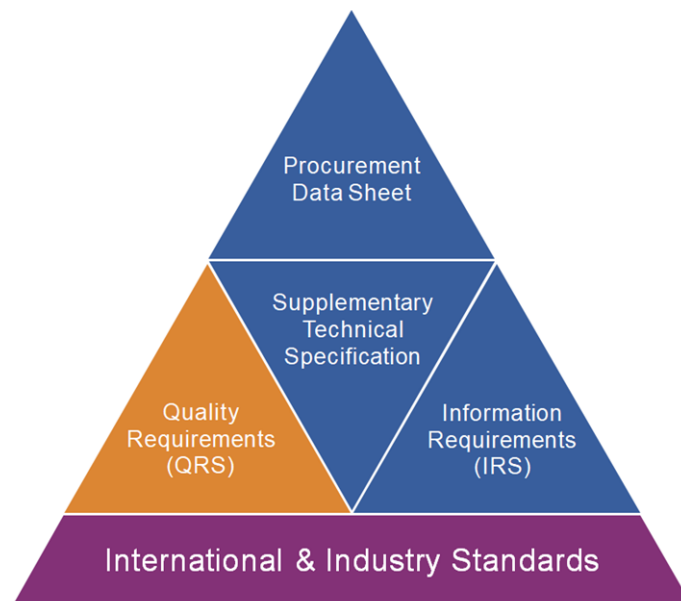 Procurement
Data Sheet
Supplementary
Technical
Specification
Quality
Requirements
(QRS)
Information
Requirements
(IRS)
International & Industry Standards